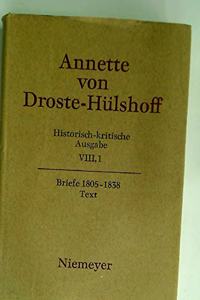 Annette
von
Droste-Hülshoff
Historisch-kritische
Ausgabe
VIII,1
Briefe 1805-1838
Text
Niemeyer